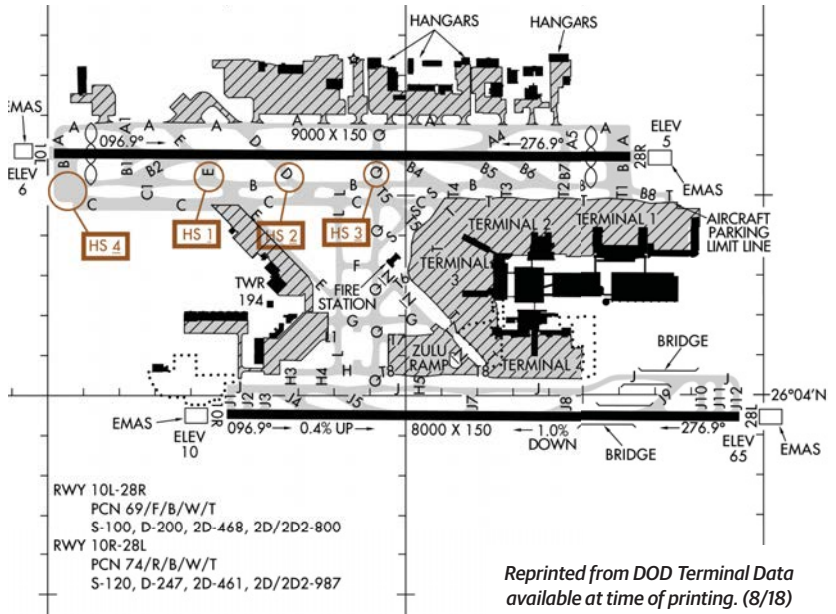 HANGARS
HANGARS
EMAS
ELEV
5
A
A1
A
E
A
D
A
Q
A
A4
A5
A
A
096.9°
9000 X 150
276.9°
10L
28R
ELEV
6
B
B1
B2
E
B
D
B
Q
B4
B5
B6
B7
EMAS
C
C1
C
C
L
T5
S
S
T4
B
T
T3
T2
B
T1
B8
T
HS 4
HS 1
HS 2
HS 3
AIRCRAFT
PARKING
LIMIT LINE
TERMINAL 2
TERMINAL 1
TERMINAL
3
TWR
194
FIRE
STATION
F
E
Q
N
T6
N
G
G
L1
L
H
H3
H4
Q
T8
H5
ZULU
RAMP
N
T8
TERMINAL 4
BRIDGE
26°04'N
J1
J2
J3
J4
J5
J7
J
J8
J
J9
J10
J11
J12
EMAS
ELEV
10
096.9°
0.4% UP
8000 X 150
1.0%
DOWN
276.9°
28L
ELEV
65
EMAS
BRIDGE
RWY 10L-28R
PCN 69/F/B/W/T
S-100, D-200, 2D-468, 2D/2D2-800
RWY 10R-28L
PCN 74/R/B/W/T
S-120, D-247, 2D-461, 2D/2D2-987
Reprinted from DOD Terminal Data
available at time of printing. (8/18)